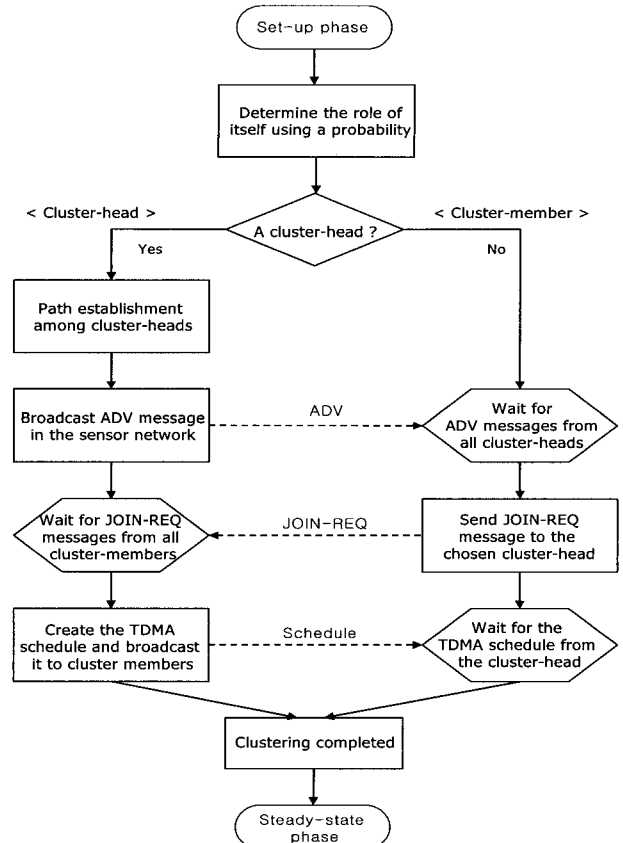 Set-up phase
Determine the role of
itself using a probability
< Cluster-head >
< Cluster-member >
A cluster-head ?
Yes
No
Path establishment
among cluster-heads
Broadcast ADV message
in the sensor network
ADV
Wait for
ADV messages from
all cluster-heads
Wait for JOIN-REQ
messages from all
cluster-members
JOIN-REQ
Send JOIN-REQ
message to the
chosen cluster-head
Create the TDMA
schedule and broadcast
it to cluster members
Schedule
Wait for the
TDMA schedule from
the cluster-head
Clustering completed
Steady-state
phase